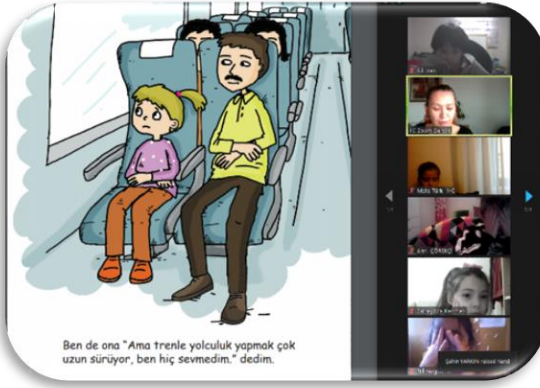 Ben de ona "Ama trenle yolculuk yapmak çok
uzun sürüyor, ben hiç sevmedim." dedim.